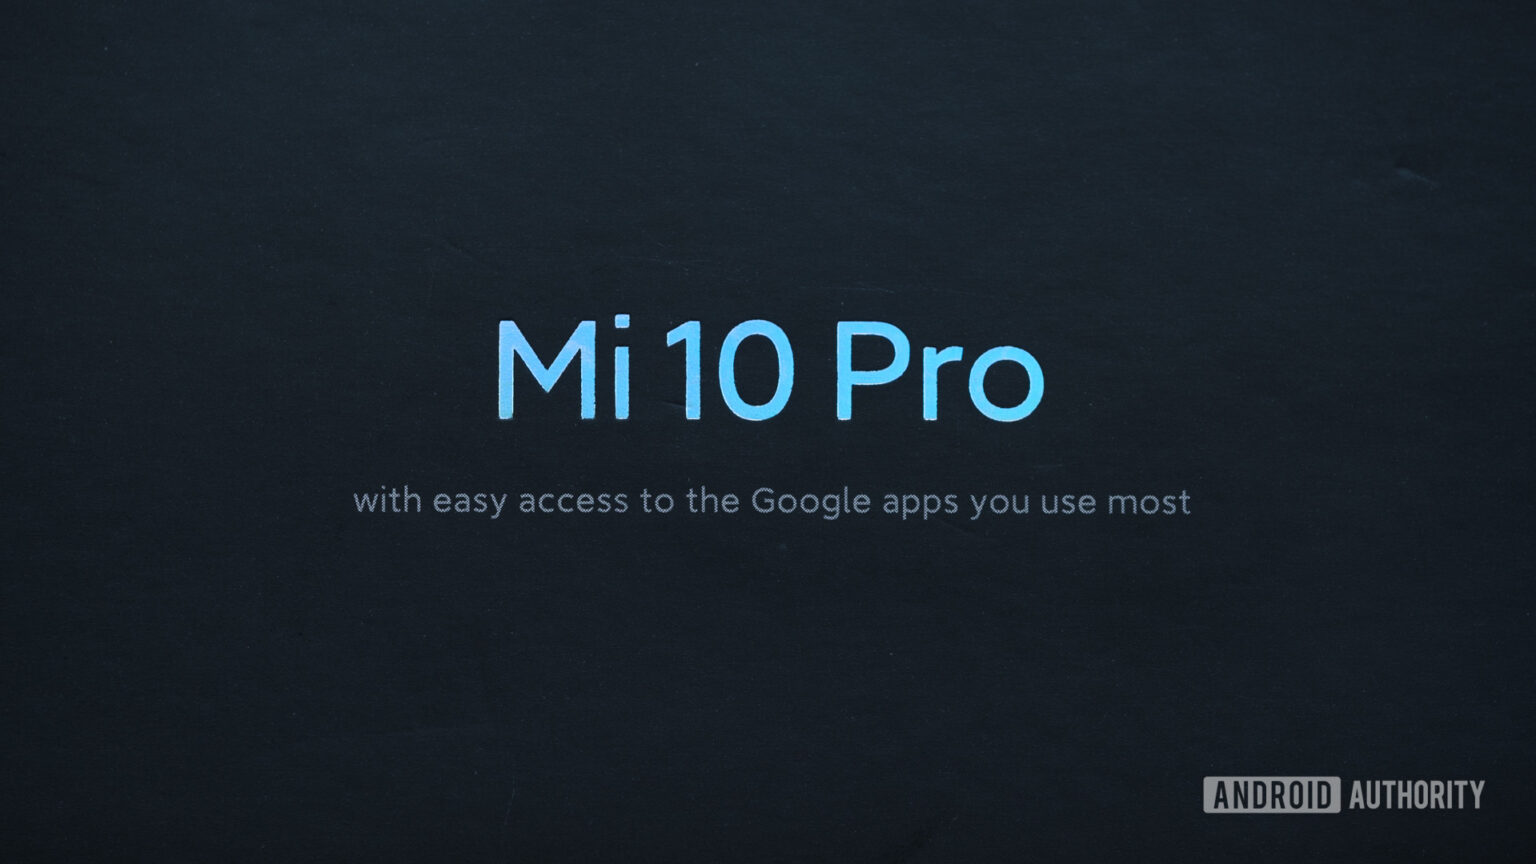 Mi 10 Pro
with easy access to the Google apps you use most
ANDROID AUTHORITY